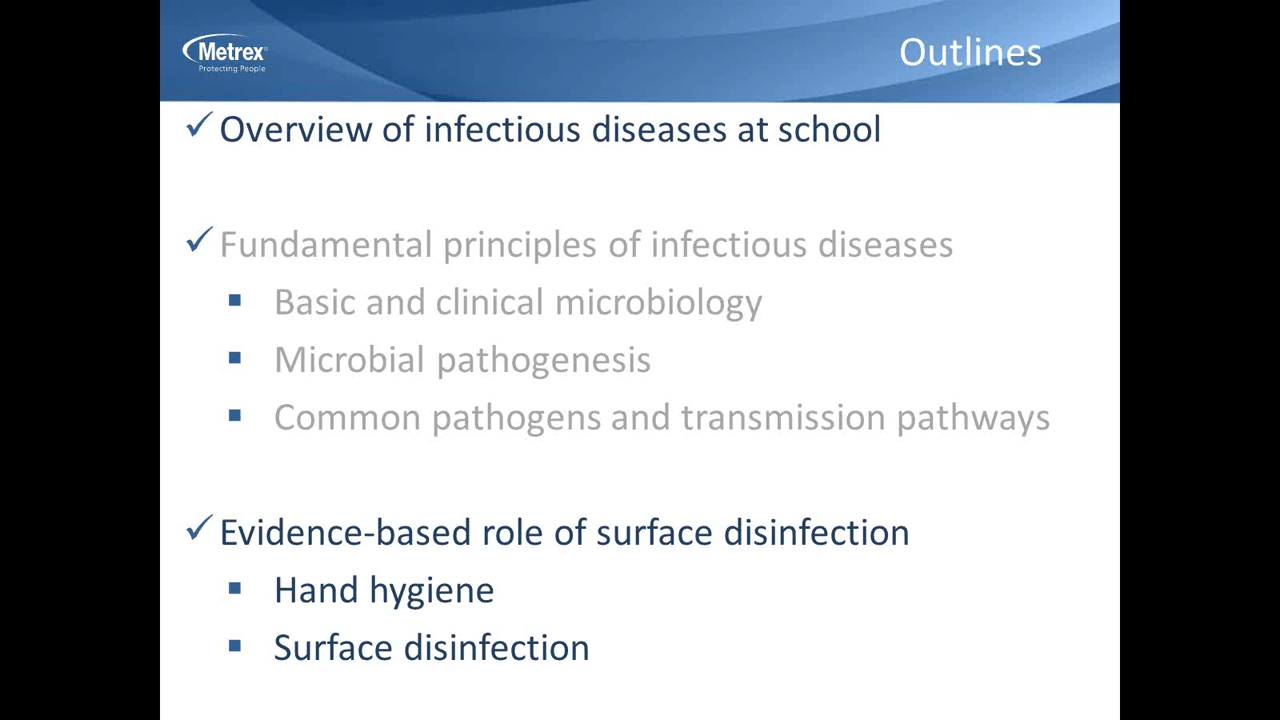 Metrex®
Protecting People
Outlines
✓ Overview of infectious diseases at school
✓ Fundamental principles of infectious diseases
▪ Basic and clinical microbiology
▪ Microbial pathogenesis
▪ Common pathogens and transmission pathways
✓ Evidence-based role of surface disinfection
▪ Hand hygiene
▪ Surface disinfection